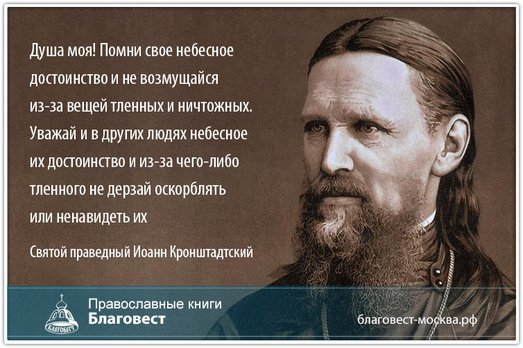 Душа моя! Помни свое небесное
достоинство и не возмущайся
из-за вещей тленных и ничтожных.
Уважай и в других людях небесное
их достоинство и из-за чего-либо
тленного не дерзай оскорблять
или ненавидеть их
Святой праведный Иоанн Кронштадтский
БЛАГОВЕСТ
Православные книги
Благовест
благовест-москва.рф